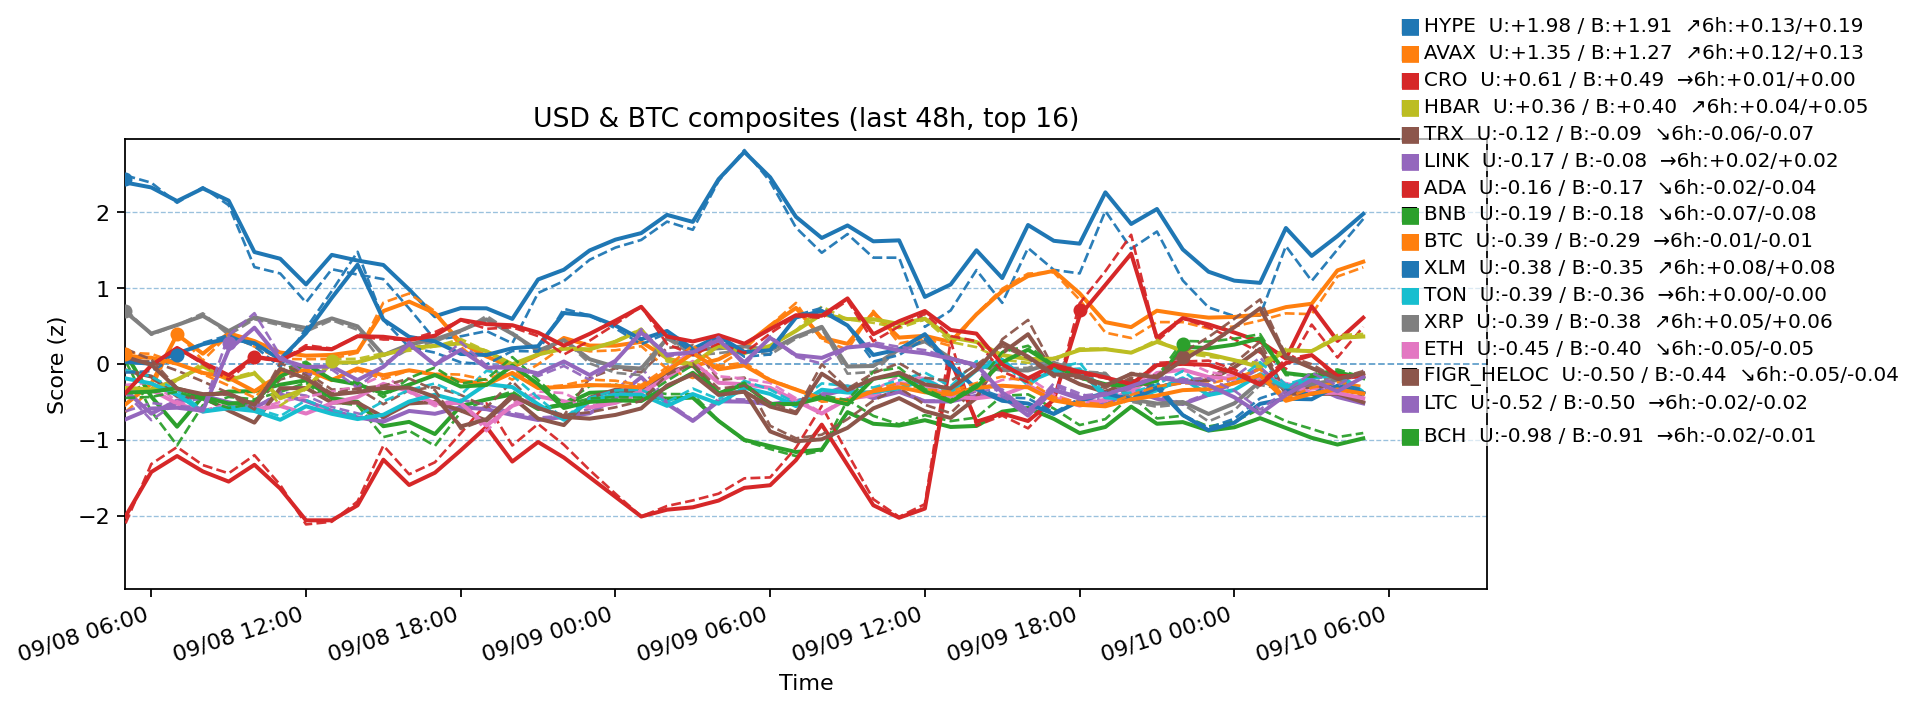 HYPE U:+1.98 / B:+1.91 ↗6h:+0.13/+0.19
AVAX U:+1.35 / B:+1.27 ↗6h:+0.12/+0.13
CRO U:+0.61 / B:+0.49 →6h:+0.01/+0.00
HBAR U:+0.36 / B:+0.40 ↗6h:+0.04/+0.05
TRX U:-0.12 / B:-0.09 ↘6h:-0.06/-0.07
LINK U:-0.17 / B:-0.08 →6h:+0.02/+0.02
ADA U:-0.16 / B:-0.17 ↘6h:-0.02/-0.04
BNB U:-0.19 / B:-0.18 ↘6h:-0.07/-0.08
BTC U:-0.39 / B:-0.29 →6h:-0.01/-0.01
XLM U:-0.38 / B:-0.35 ↗6h:+0.08/+0.08
TON U:-0.39 / B:-0.36 →6h:+0.00/-0.00
XRP U:-0.39 / B:-0.38 ↗6h:+0.05/+0.06
ETH U:-0.45 / B:-0.40 ↘6h:-0.05/-0.05
FIGR_HELOC U:-0.50 / B:-0.44 ↘6h:-0.05/-0.04
LTC U:-0.52 / B:-0.50 →6h:-0.02/-0.02
BCH U:-0.98 / B:-0.91 →6h:-0.02/-0.01
USD & BTC composites (last 48h, top 16)
Score (z)
2
1
0
−1
−2
09/08 06:00
09/08 12:00
09/08 18:00
09/09 00:00
09/09 06:00
09/09 12:00
09/09 18:00
09/10 00:00
09/10 06:00
Time